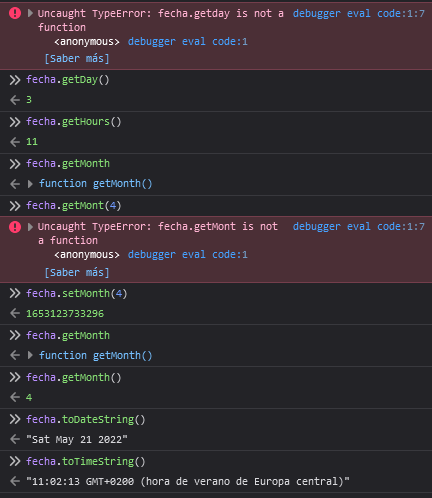 Uncaught TypeError: fecha.getday is not a debugger eval code:1:7
function
<anonymous> debugger eval code:1
[Saber más]
fecha.getDay()
3
fecha.getHours()
11
fecha.getMonth
function getMonth()
fecha.getMont(4)
Uncaught TypeError: fecha.getMont is not debugger eval code:1:7
a function
<anonymous> debugger eval code:1
[Saber más]
fecha.setMonth(4)
1653123733296
fecha.getMonth
function getMonth()
fecha.getMonth()
4
fecha.toDateString()
"Sat May 21 2022"
fecha.toTimeString()
"11:02:13 GMT+0200 (hora de verano de Europa central)"